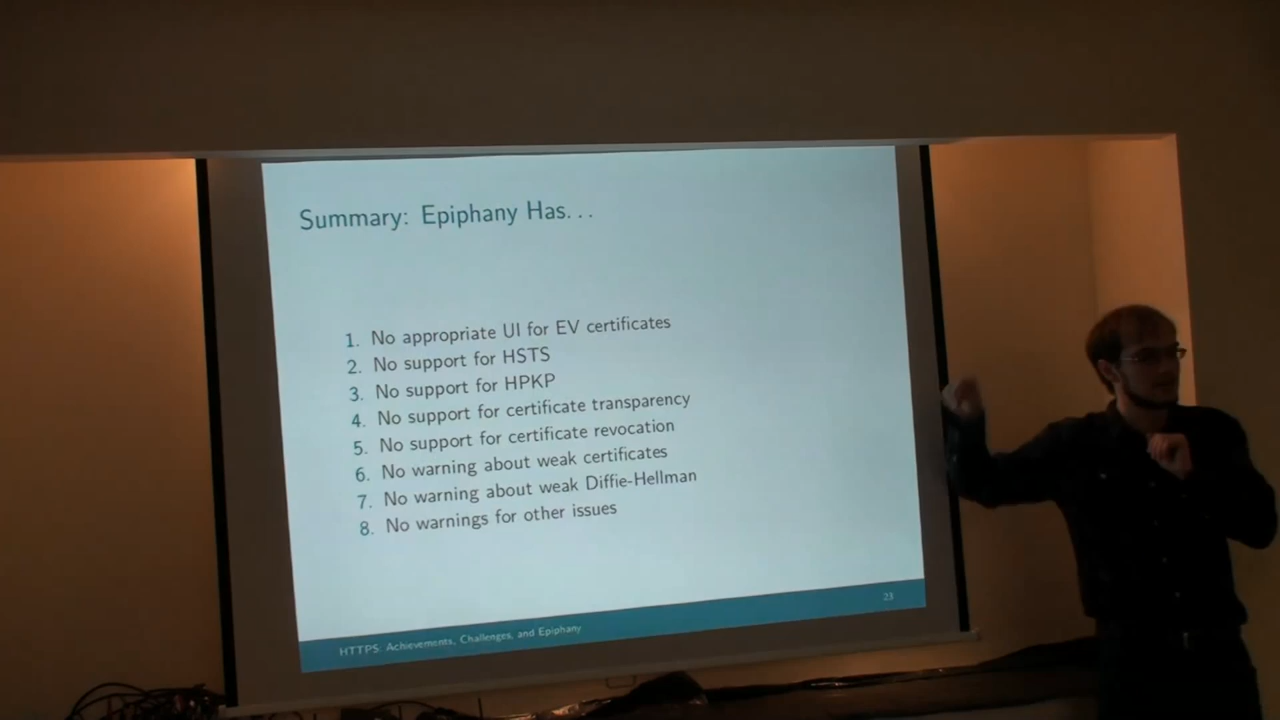 Summary: Epiphany Has...
1. No appropriate UI for EV certificates
2. No support for HSTS
3. No support for HPKP
4. No support for certificate transparency
5. No support for certificate revocation
6. No warning about weak certificates
7. No warning about weak Diffie-Hellman
8. No warnings for other issues
23
HTTPS: Achievements, Challenges, and Epiphany